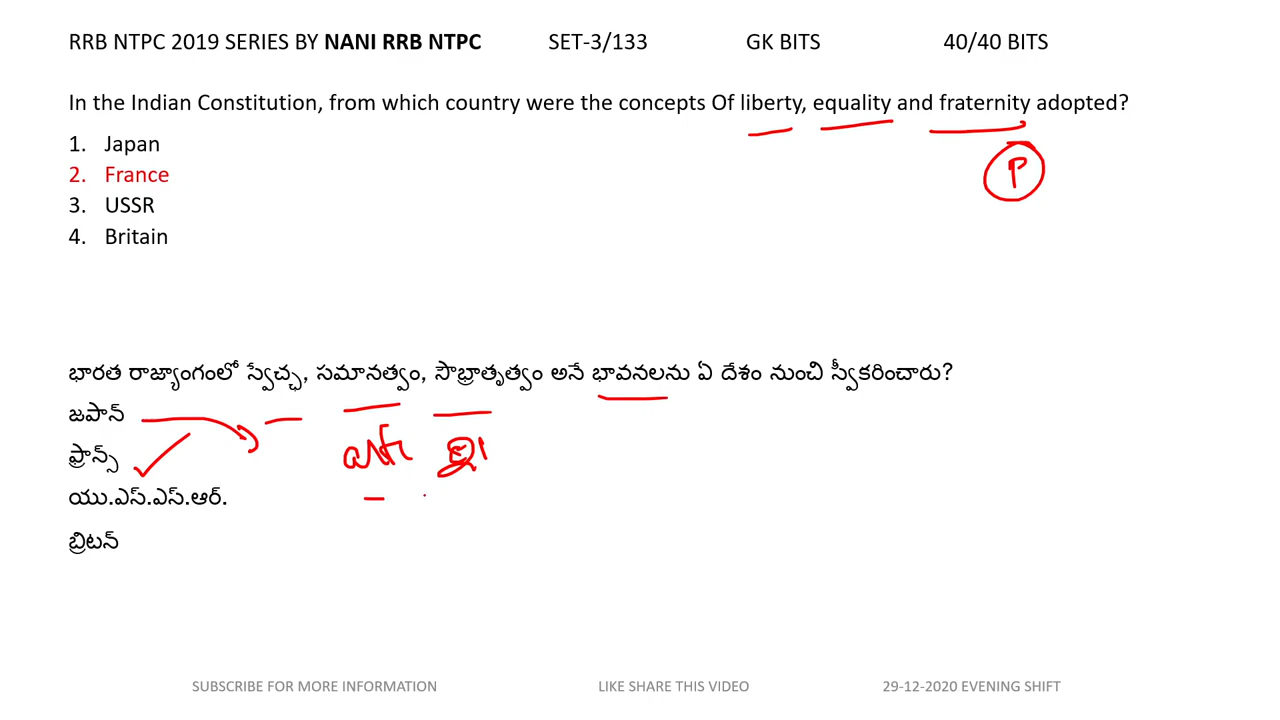 RRB NTPC 2019 SERIES BY NANI RRB NTPC SET-3/133 GK BITS 40/40 BITS
In the Indian Constitution, from which country were the concepts Of liberty, equality and fraternity adopted?
1. Japan
2. France
3. USSR
4. Britain
P
భారత రాజ్యాంగంలో స్వేచ్ఛ, సమానత్వం, సౌభ్రాతృత్వం అనే భావనలను ఏ దేశం నుంచి స్వీకరించారు?
జపాన్
ఫ్రాన్స్
యు.ఎస్.ఎస్.ఆర్.
బ్రిటన్
SUBSCRIBE FOR MORE INFORMATION LIKE SHARE THIS VIDEO 29-12-2020 EVENING SHIFT